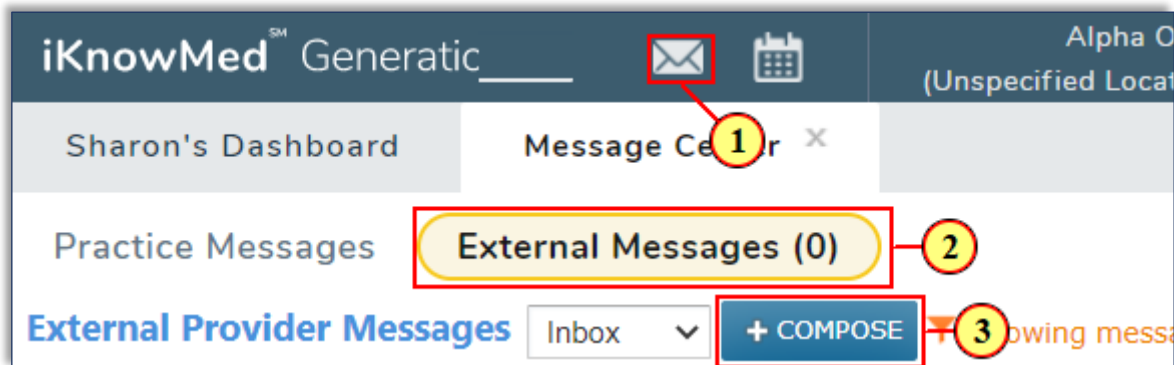 iKnowMed℠ Generatic____
Alpha O
(Unspecified Locat
1
Sharon's Dashboard
Message Ce r ×
Practice Messages
External Messages (0)
2
External Provider Messages
Inbox
+ COMPOSE
3
owing messa